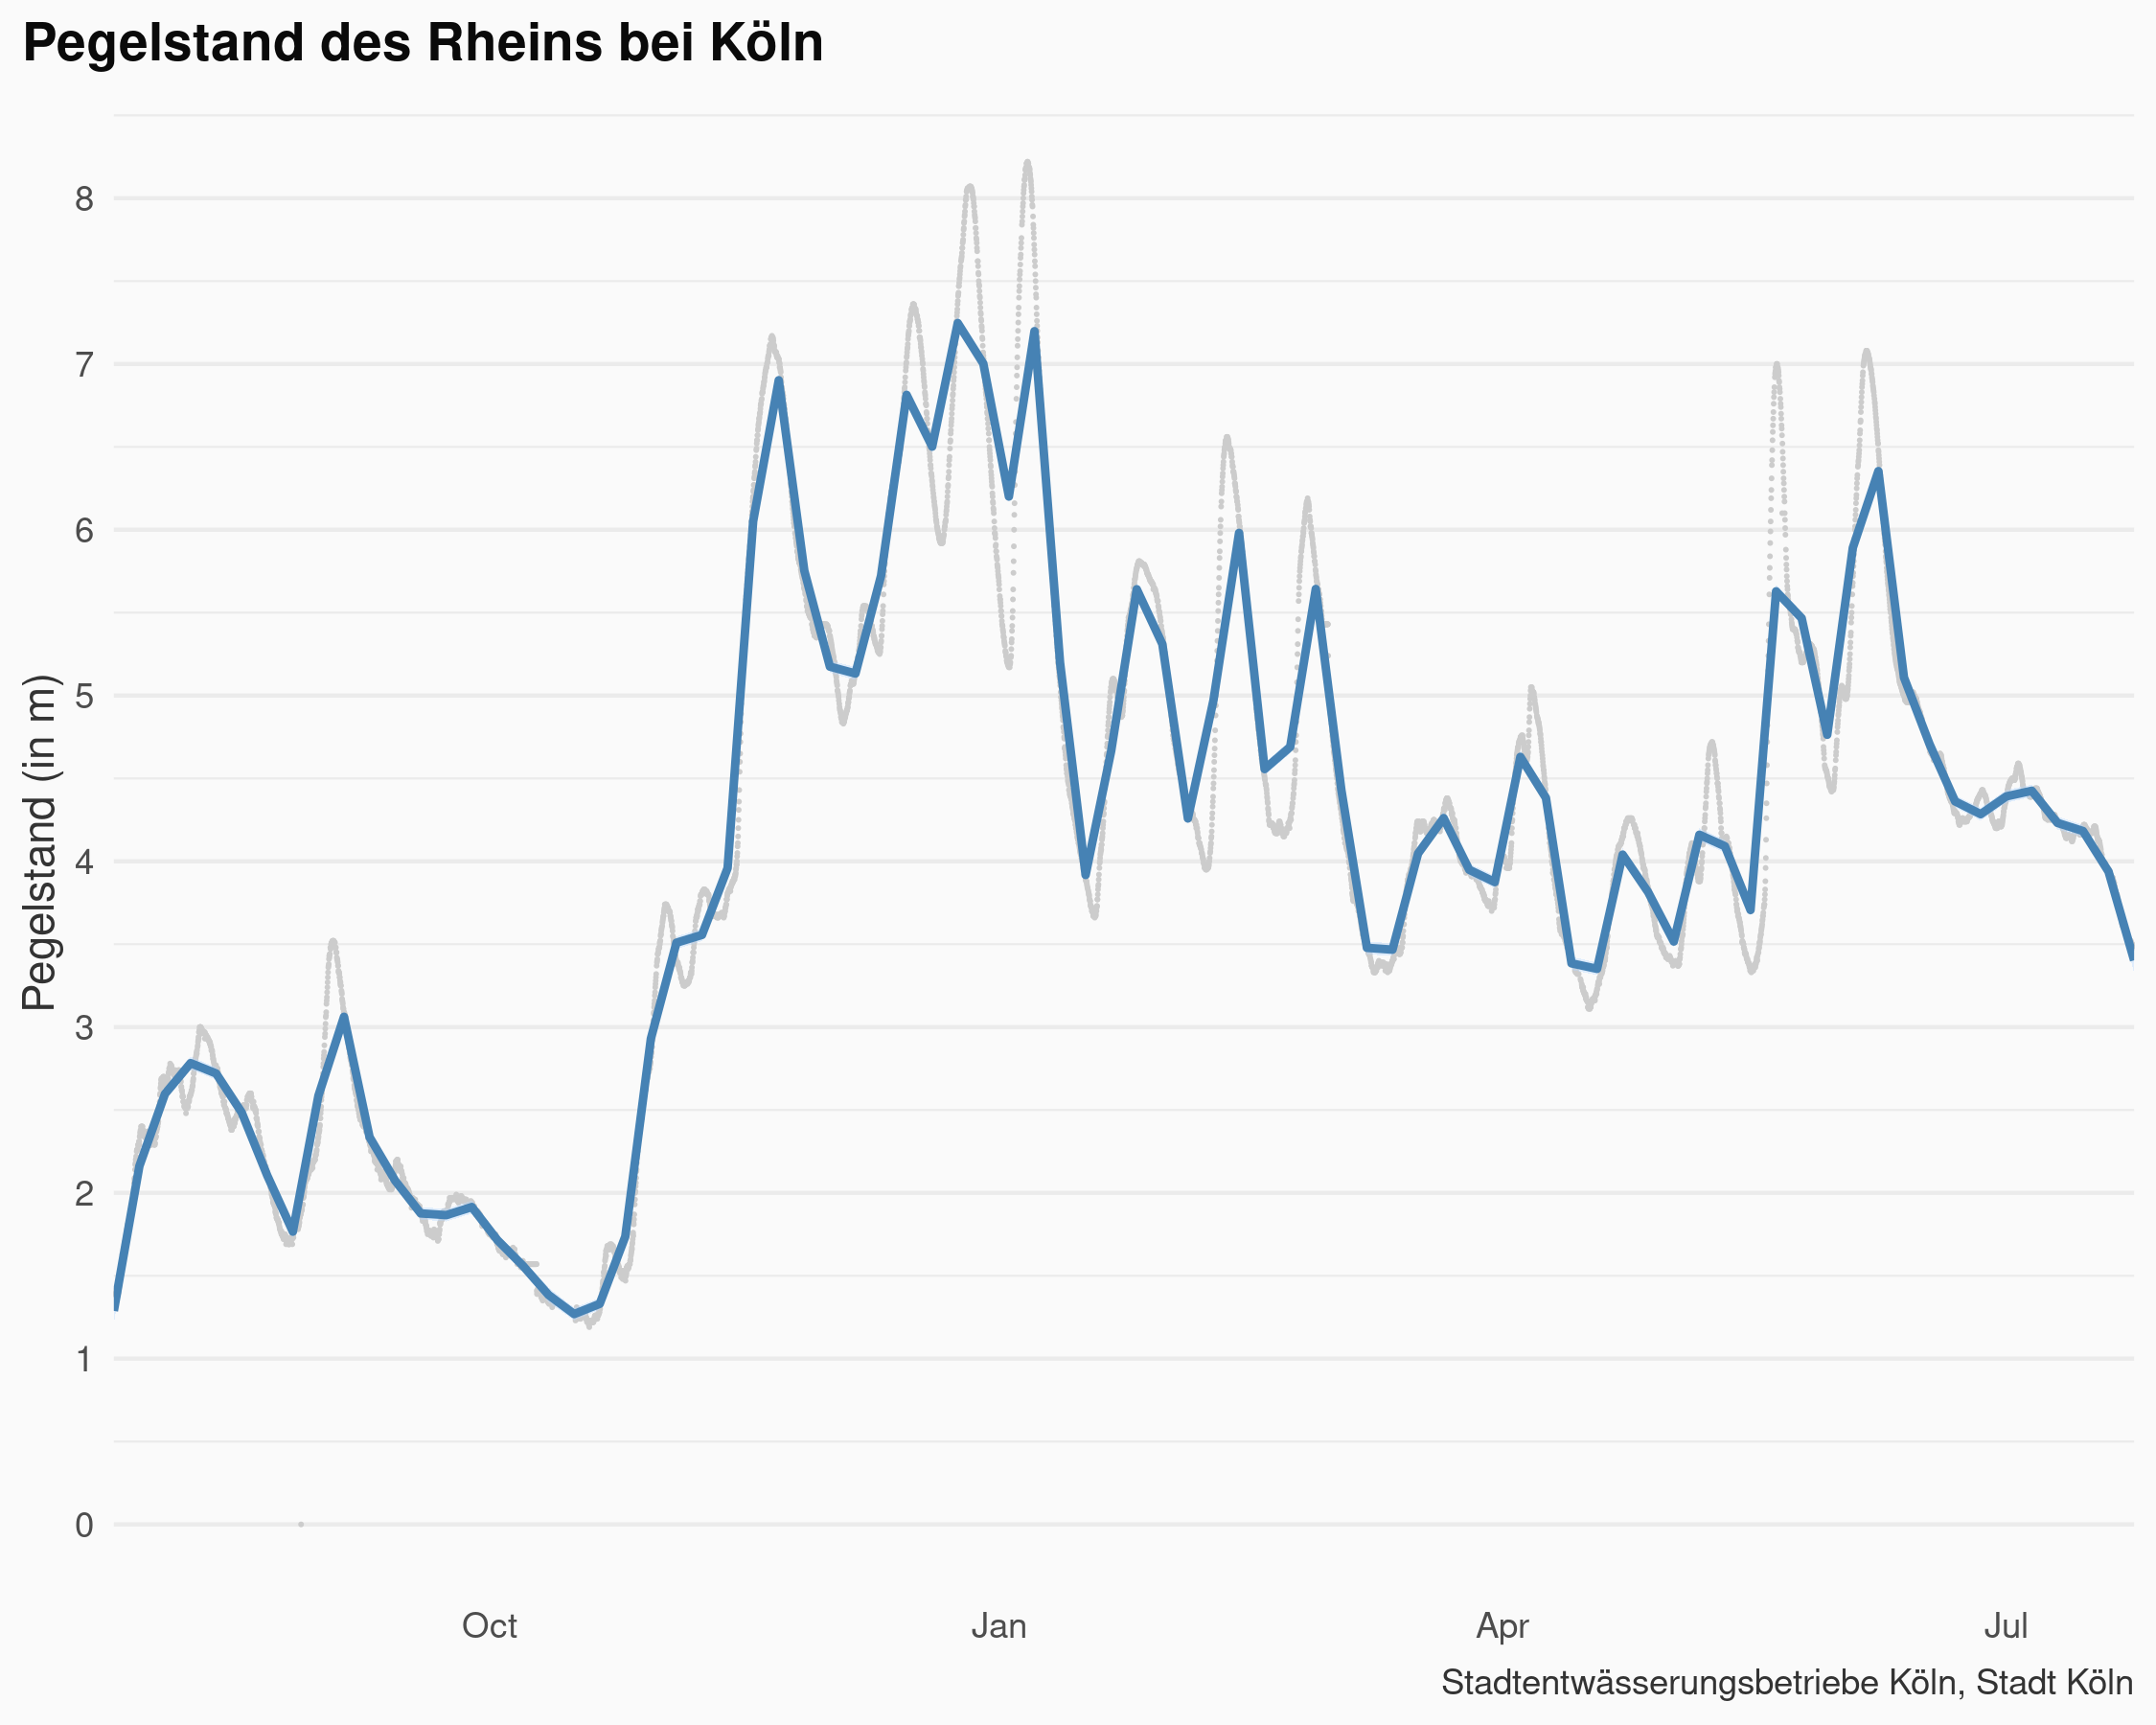 Pegelstand des Rheins bei Köln
Pegelstand (in m)
8
7
6
5
4
3
2
1
0
Oct Jan Apr Jul
Stadtentwässerungsbetriebe Köln, Stadt Köln